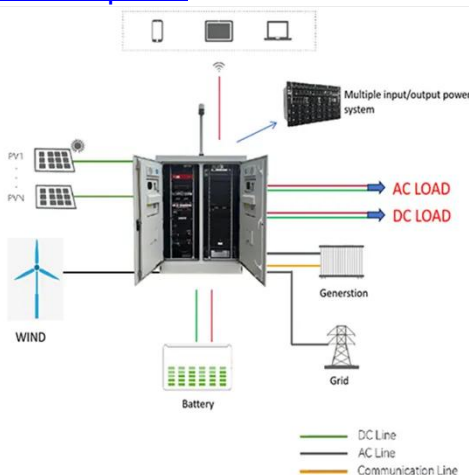 Multiple input/output power
system
PV1
PVN
AC LOAD
DC LOAD
WIND
Generstion
Battery
Grid
DC Line
AC Line
Communication Line